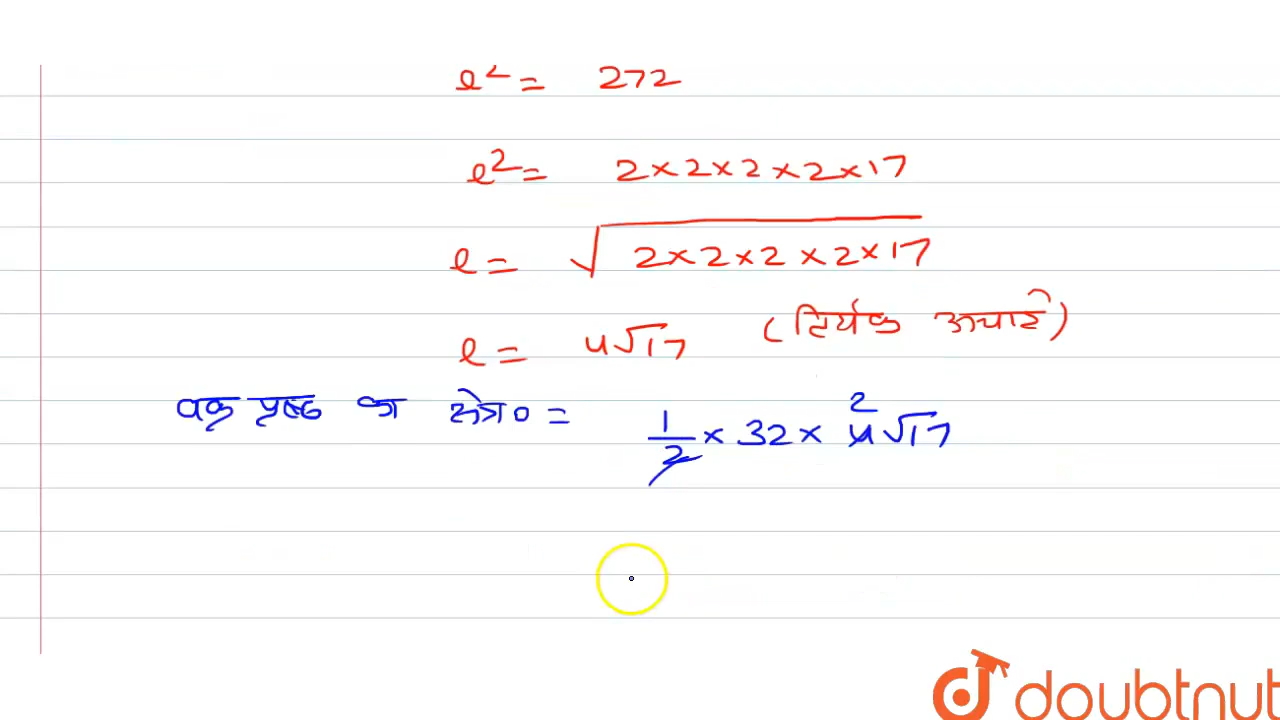 l² = 272
l² = 2×2×2×2×17
l = √2×2×2×2×17
l = 4√17 (तिर्यक ऊचाई)
वक्र पृष्ठ का क्षेत्र० = 1/2 × 32 × 4√17
2
doubtnut